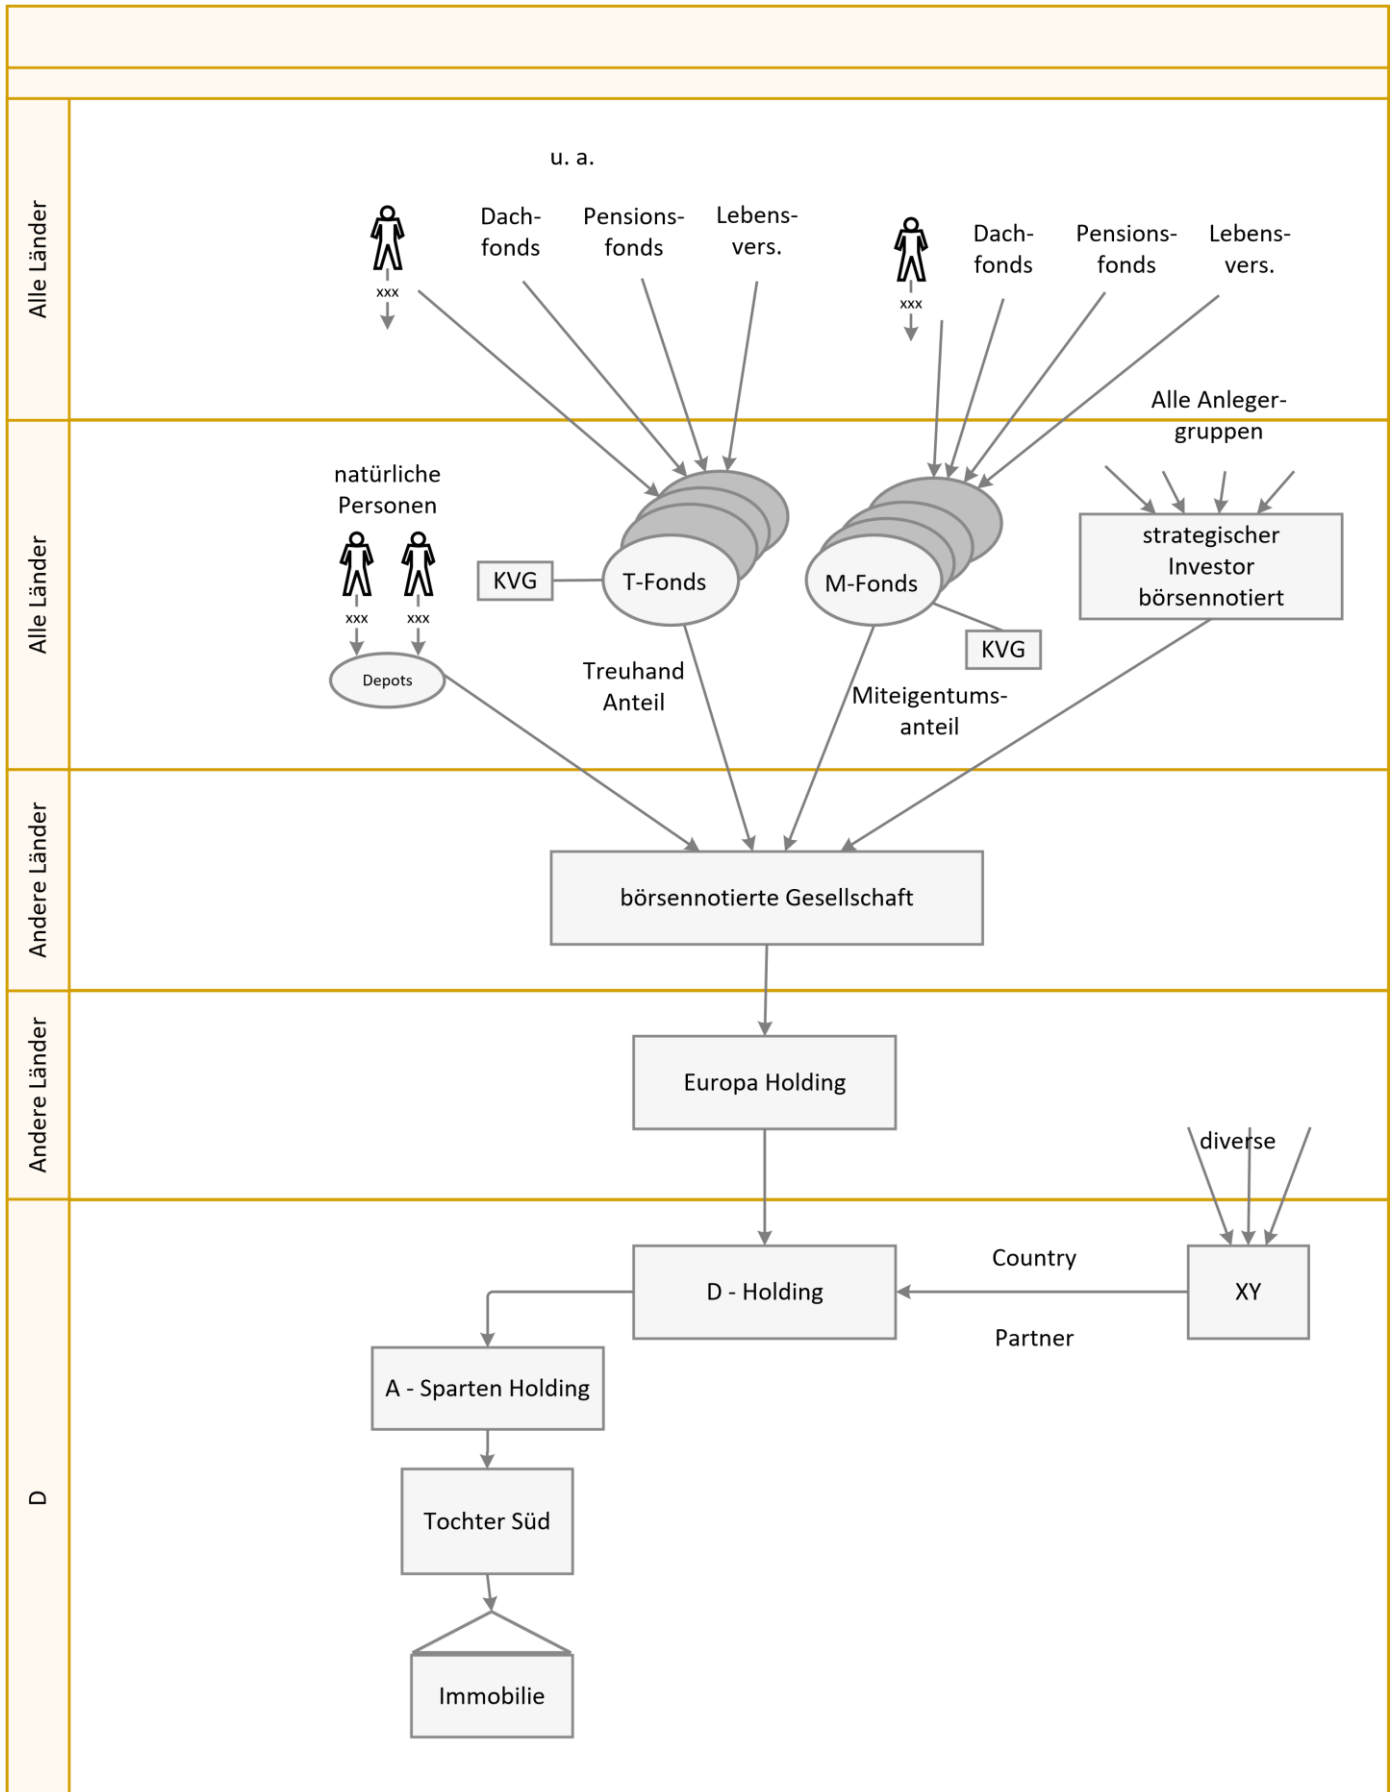 Alle Länder
u. a.
xxx
Dach-
fonds
Pensions-
fonds
Lebens-
vers.
xxx
Dach-
fonds
Pensions-
fonds
Lebens-
vers.
Alle Länder
Alle Anleger-
gruppen
natürliche
Personen
xxx
xxx
Depots
KVG
T-Fonds
M-Fonds
KVG
strategischer
Investor
börsennotiert
Treuhand
Anteil
Miteigentums-
anteil
Andere Länder
börsennotierte Gesellschaft
Andere Länder
Europa Holding
diverse
D
D - Holding
Country
Partner
XY
A - Sparten Holding
Tochter Süd
Immobilie